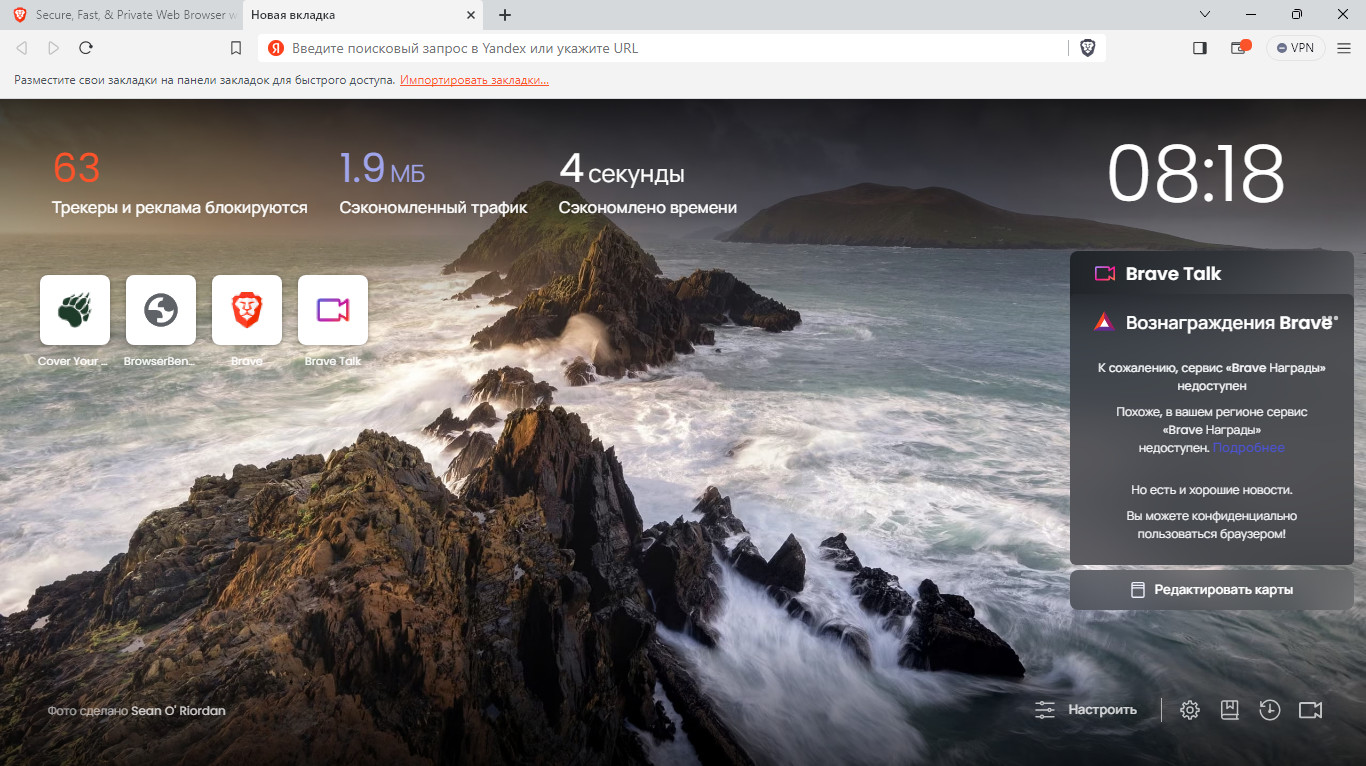 Secure, Fast, & Private Web Browser w
Новая вкладка
Введите поисковый запрос в Yandex или укажите URL
VPN
Разместите свои закладки на панели закладок для быстрого доступа. Импортировать закладки...
63
Трекеры и реклама блокируются
1.9 МБ
Сэкономленный трафик
4 секунды
Сэкономлено времени
08:18
Cover Your ...
BrowserBen...
Brave
Brave Talk
Brave Talk
Вознаграждения Brave
К сожалению, сервис «Brave Награды»
недоступен
Похоже, в вашем регионе сервис
«Brave Награды»
недоступен. Подробнее
Но есть и хорошие новости.
Вы можете конфиденциально
пользоваться браузером!
Редактировать карты
Фото сделано Sean O' Riordan
Настроить